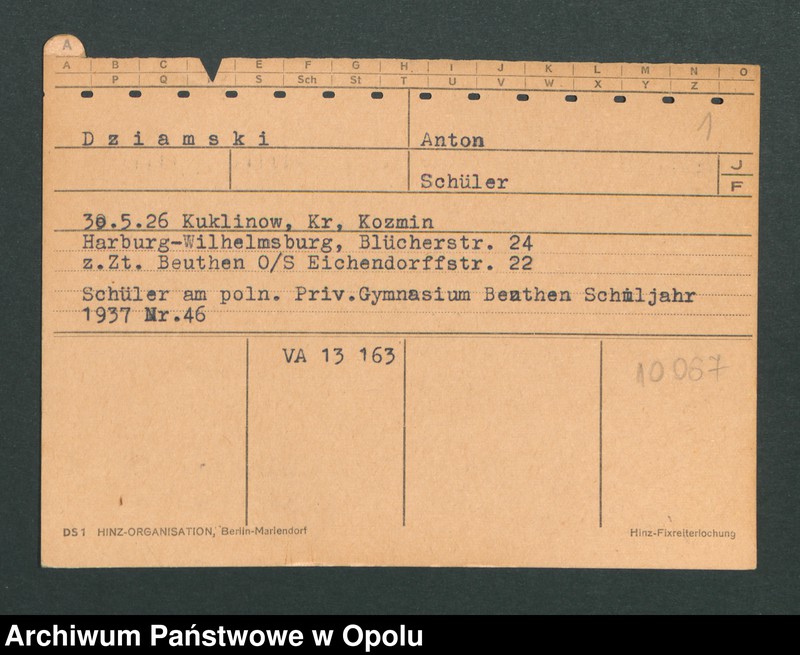 A
A B C E F G H I J K L M N O
P Q S Sch St T U V W X Y Z
Dziamski Anton 1
Schüler J
F
30.5.26 Kuklinow, Kr, Kozmin
Harburg-Wilhelmsburg, Blücherstr. 24
z.Zt. Beuthen O/S Eichendorffstr. 22
Schüler am poln. Priv.Gymnasium Beuthen Schuljahr
1937 Nr.46
VA 13 163
10 067
DS1 HINZ-ORGANISATION, Berlin-Mariendorf Hinz-Fixreiterlochung
Archiwum Państwowe w Opolu